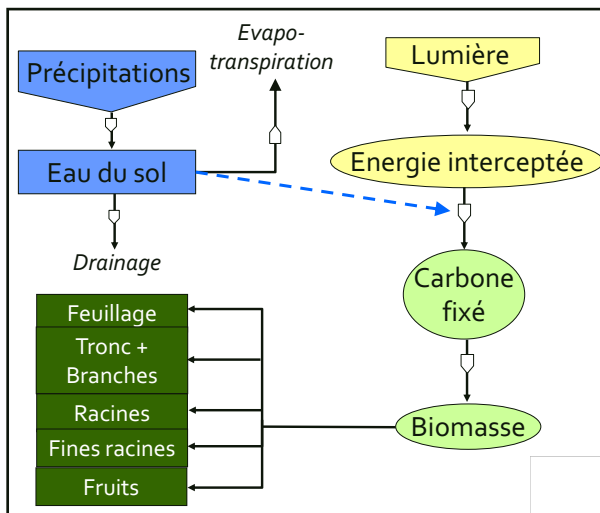 Evapo-
transpiration
Précipitations
Lumière
Eau du sol
Energie interceptée
Drainage
Carbone
fixé
Feuillage
Tronc +
Branches
Racines
Fines racines
Fruits
Biomasse